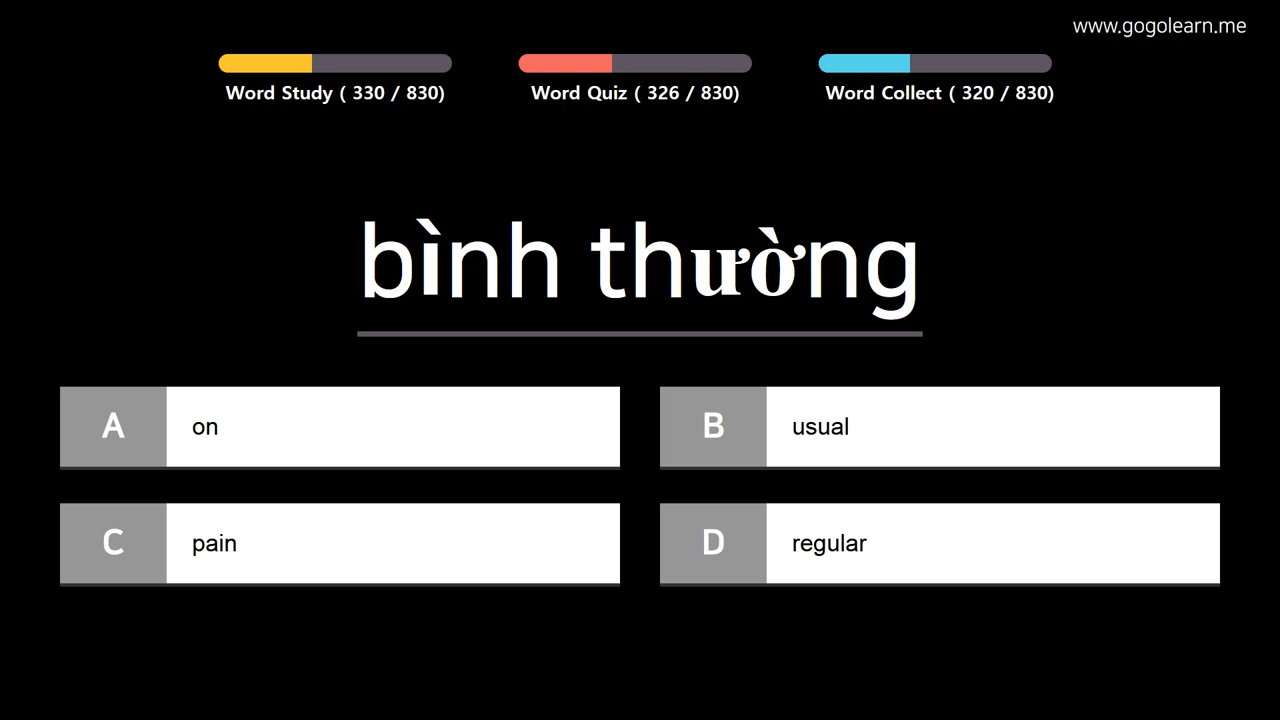 www.gogolearn.me
Word Study ( 330 / 830)
Word Quiz ( 326 / 830)
Word Collect ( 320 / 830)
bình thường
A on
B usual
C pain
D regular